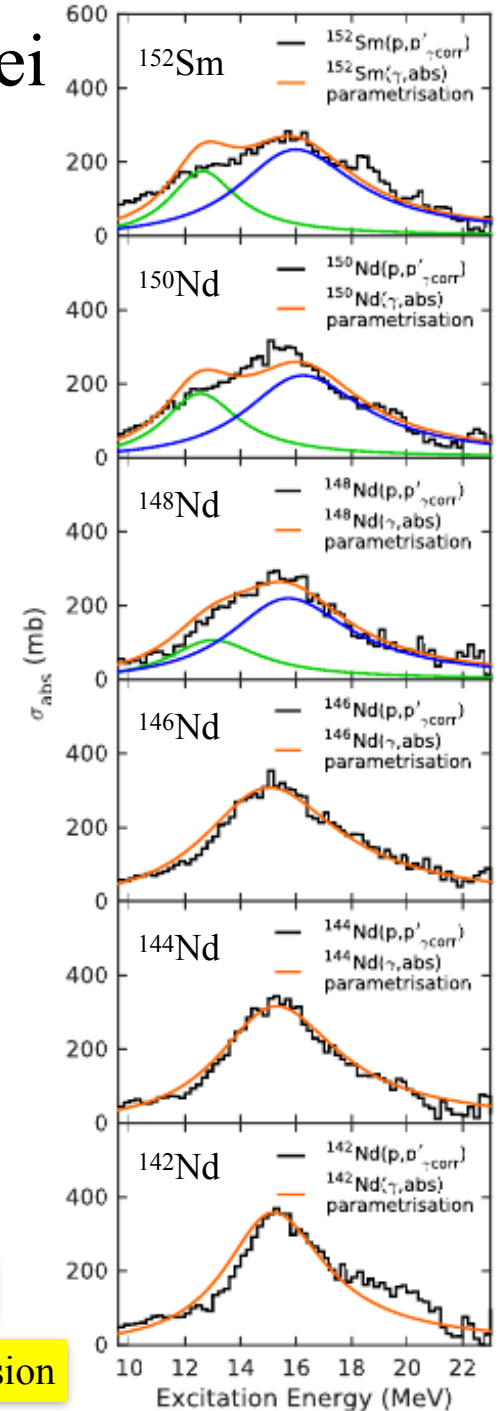 ei
600
400
200
0
152Sm
152Sm(p,p′γcorr)
152Sm(γ,abs)
parametrisation
400
200
0
150Nd
150Nd(p,p′γcorr)
150Nd(γ,abs)
parametrisation
400
200
0
148Nd
148Nd(p,p′γcorr)
148Nd(γ,abs)
parametrisation
σabs (mb)
400
200
0
146Nd
146Nd(p,p′γcorr)
146Nd(γ,abs)
parametrisation
400
200
0
144Nd
144Nd(p,p′γcorr)
144Nd(γ,abs)
parametrisation
400
200
0
142Nd
142Nd(p,p′γcorr)
142Nd(γ,abs)
parametrisation
sion
10 12 14 16 18 20 22
Excitation Energy (MeV)